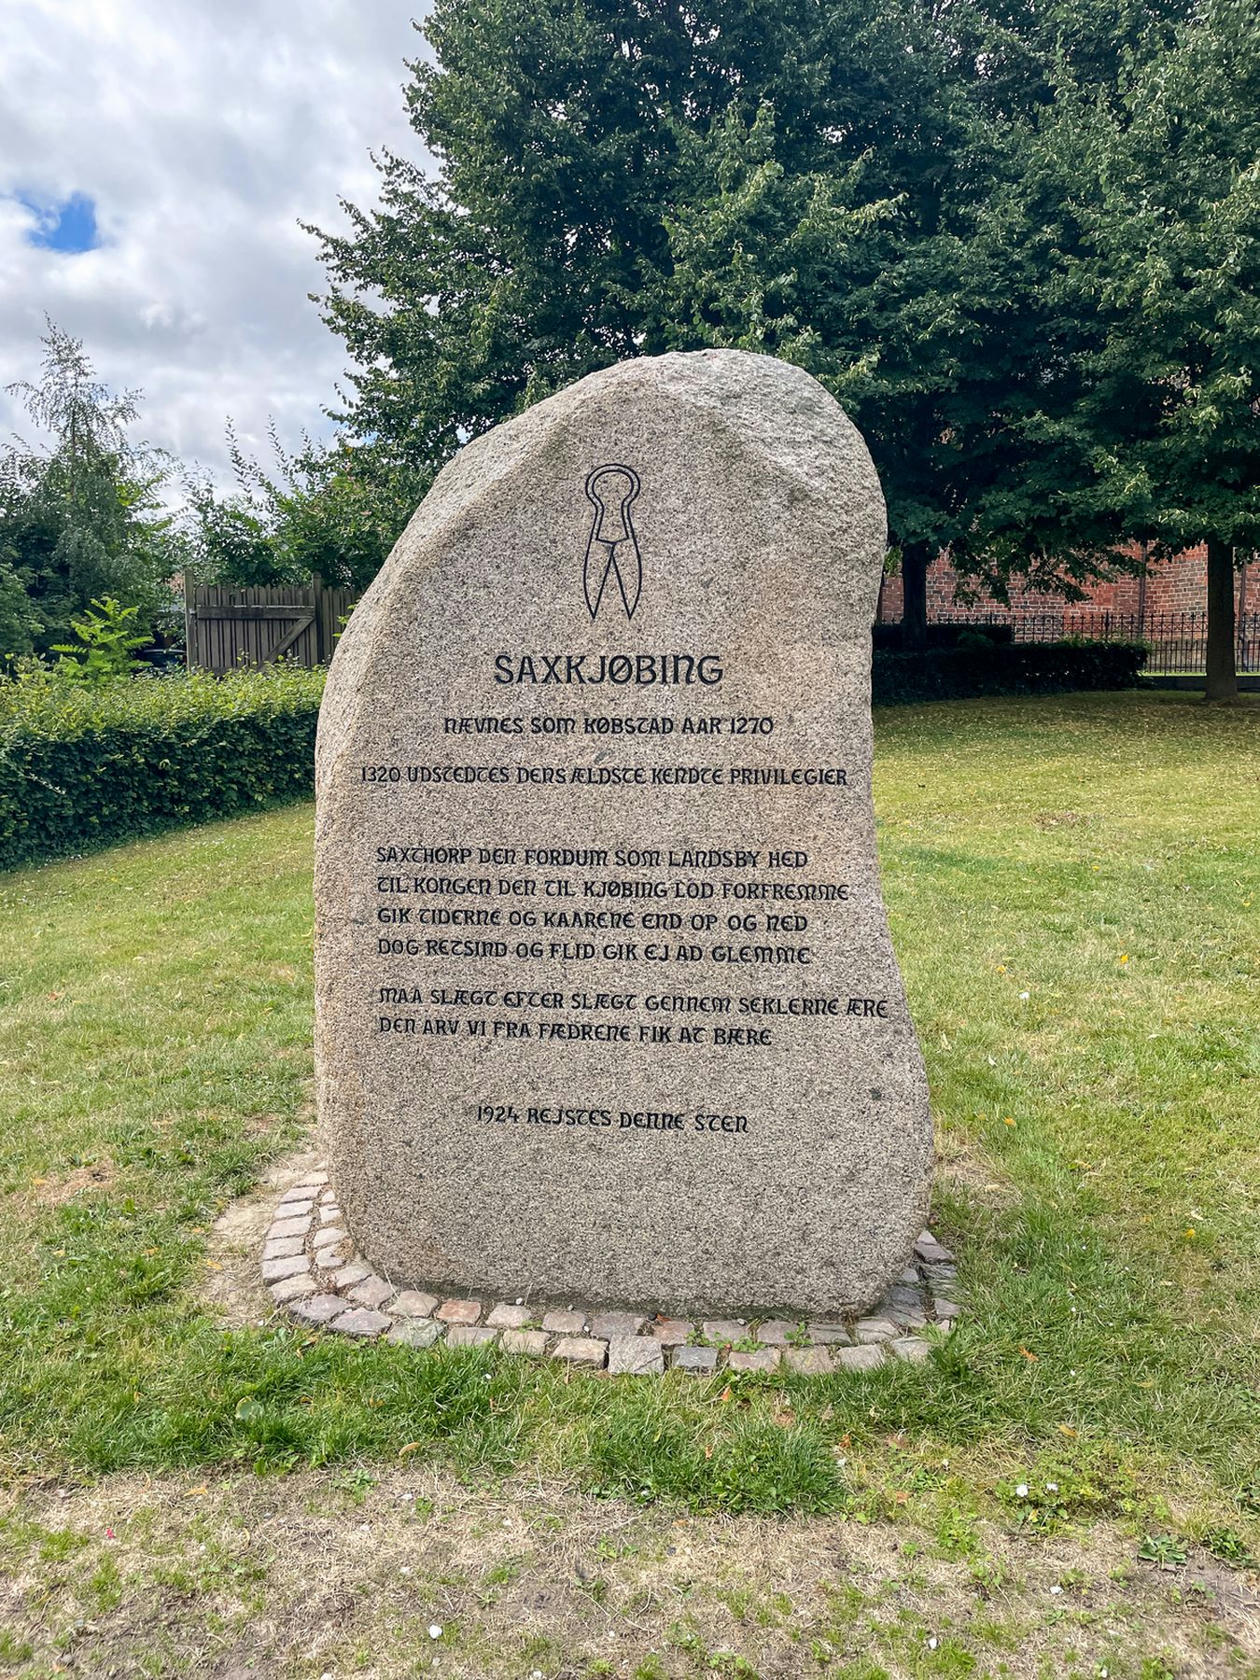 SAXKJØBING
NÆVNES SOM KØBSTAD AAR 1270
1320 UDSTEDTES DENS ÆLDSTE KENDTE PRIVILEGIER
SAXTHORP DEN FORDUM SOM LANDSBY HED
TIL KONGEN DEN TIL KJØBING LOD FORFREMME
GIK TIDERNE OG KAARENE END OP OG NED
DOG RETSIND OG FLID GIK EJ AD GLEMME
MAA SLÆGT EFTER SLÆGT GENNEM SEKLERNE ÆRE
DEN ARV VI FRA FÆDRENE FIK AT BÆRE
1924 REJSTES DENNE STEN